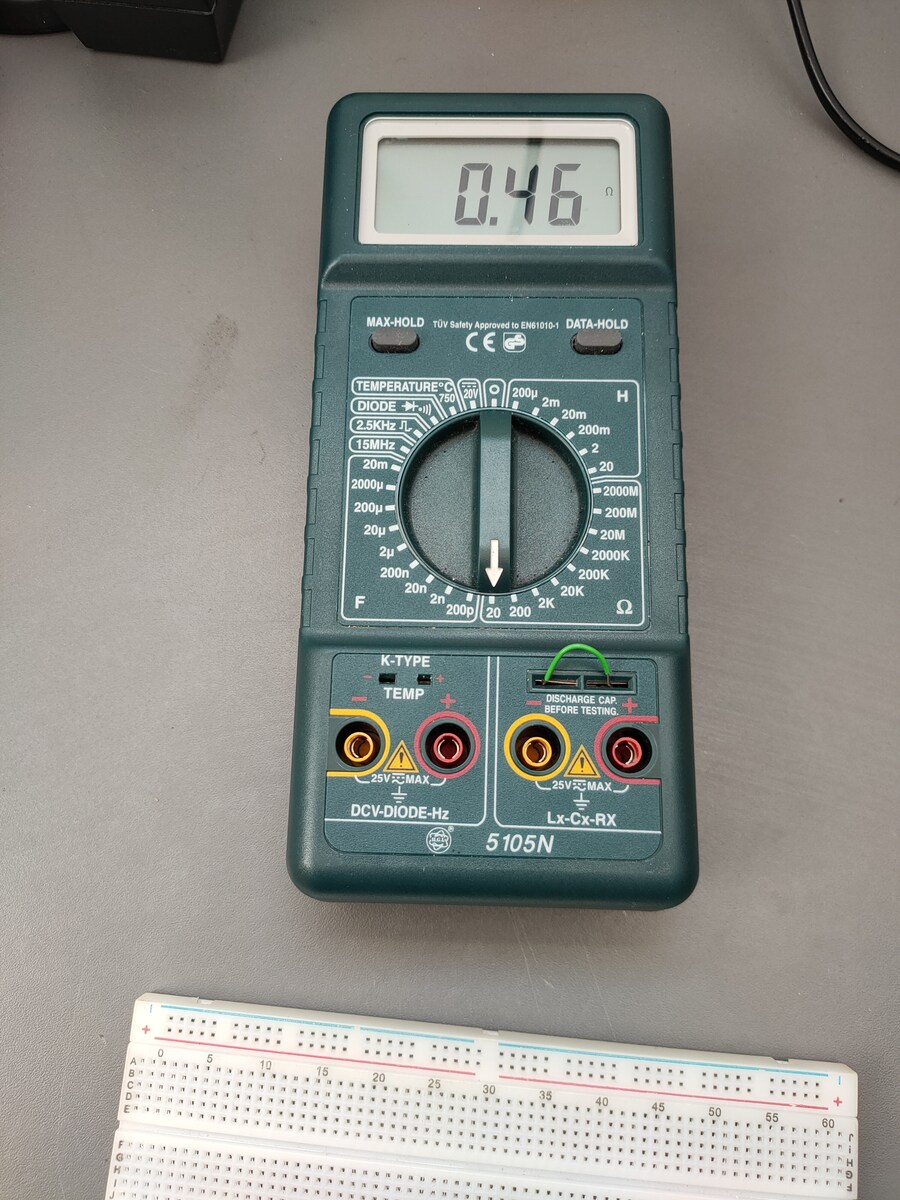 0.46 Ω
MAX-HOLD TÜV Safety Approved to EN61010-1 DATA-HOLD
CE
TEMPERATURE°C
750
20V
DIODE
2.5KHz
15MHz
20m
2000μ
200μ
20μ
2μ
200n
20n
2n
200p
F
H
200μ
2m
20m
200m
2
20
2000M
200M
20M
2000K
200K
20K
2K
200
20
Ω
K-TYPE
- +
TEMP
- +
25V MAX
DCV-DIODE-Hz
DISCHARGE CAP.
- BEFORE TESTING. +
25V MAX
Lx-Cx-RX
5105N
- -
+ +
0 5 10 15 20 25 30 35 40 45 50 55 60
A
B
C
D
E
F
G
H
J
I
H
G
F